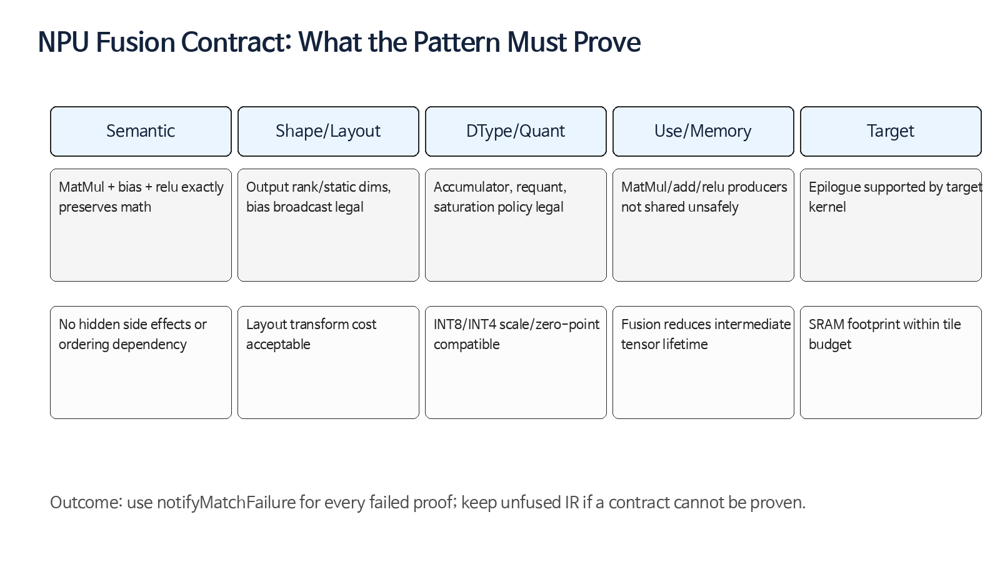 NPU Fusion Contract: What the Pattern Must Prove
Semantic
Shape/Layout
DType/Quant
Use/Memory
Target
MatMul + bias + relu exactly
preserves math
Output rank/static dims,
bias broadcast legal
Accumulator, requant,
saturation policy legal
MatMul/add/relu producers
not shared unsafely
Epilogue supported by target
kernel
No hidden side effects or
ordering dependency
Layout transform cost
acceptable
INT8/INT4 scale/zero-point
compatible
Fusion reduces intermediate
tensor lifetime
SRAM footprint within tile
budget
Outcome: use notifyMatchFailure for every failed proof; keep unfused IR if a contract cannot be proven.